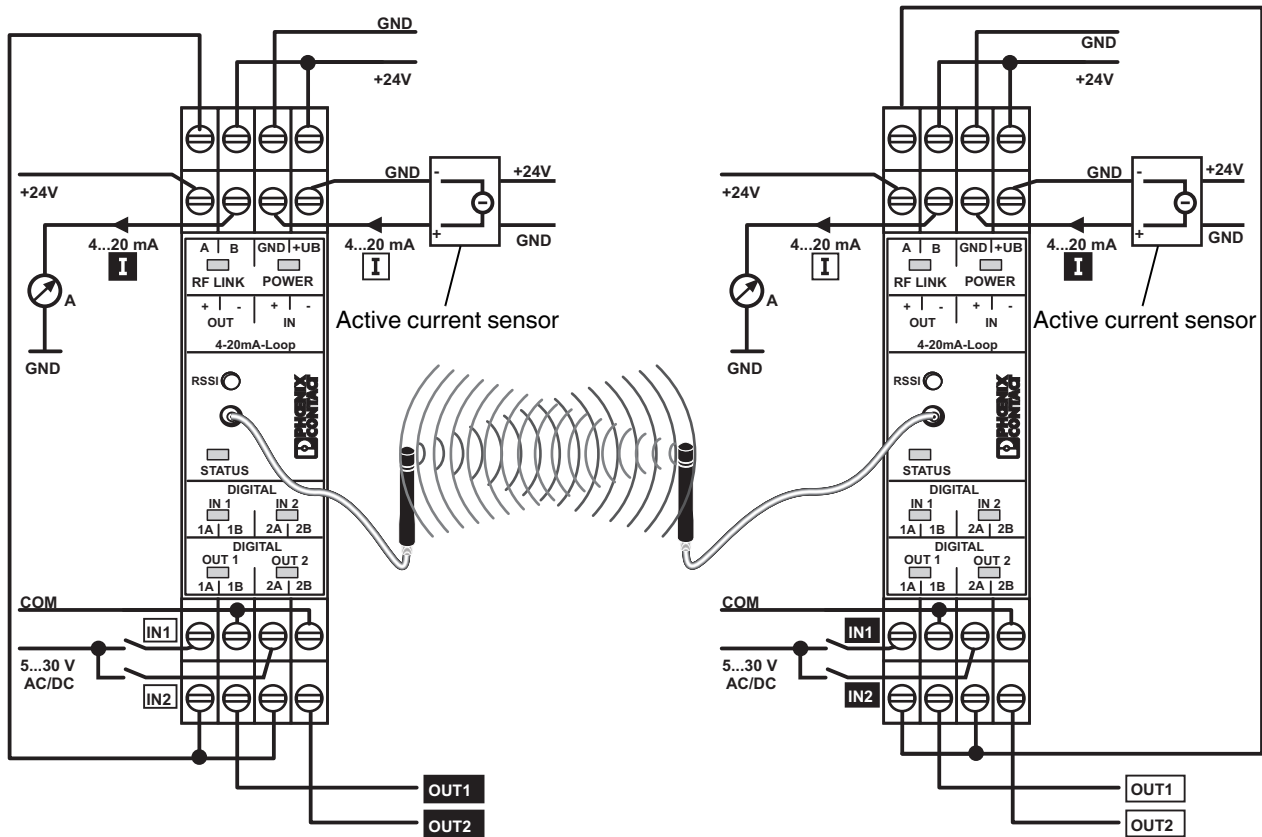 GND
+24V
+24V
GND
-
+24V
+
GND
4...20 mA
I
4...20 mA
I
A
GND
A B GND +UB
RF LINK POWER
+ - + -
OUT IN
4-20mA-Loop
Active current sensor
RSSI
PHOENIX
CONTACT
STATUS
DIGITAL
IN 1 IN 2
1A 1B 2A 2B
DIGITAL
OUT 1 OUT 2
1A 1B 2A 2B
COM
IN1
5...30 V
AC/DC
IN2
OUT1
OUT2
GND
+24V
+24V
GND
-
+24V
+
GND
4...20 mA
I
4...20 mA
I
A
GND
A B GND +UB
RF LINK POWER
+ - + -
OUT IN
4-20mA-Loop
Active current sensor
RSSI
PHOENIX
CONTACT
STATUS
DIGITAL
IN 1 IN 2
1A 1B 2A 2B
DIGITAL
OUT 1 OUT 2
1A 1B 2A 2B
COM
IN1
5...30 V
AC/DC
IN2
OUT1
OUT2